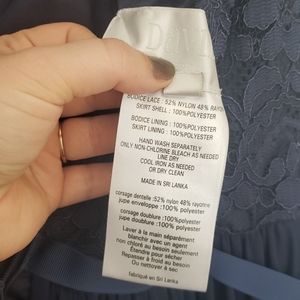 BODICE LACE : 52% NYLON 48% RAYON
SKIRT SHELL : 100%POLYESTER
BODICE LINING : 100%POLYESTER
SKIRT LINING : 100%POLYESTER
HAND WASH SEPARATELY
ONLY NON-CHLORINE BLEACH AS NEEDED
LINE DRY
COOL IRON AS NEEDED
OR DRY CLEAN
MADE IN SRI LANKA
corsage dentelle :52% nylon 48% rayonne
jupe enveloppe :100% polyester
corsage doublure :100% polyester
jupe doublure :100% polyester
Laver à la main séparément
blanchir avec un agent
non chloré au besoin seulement
Étendre pour sécher
Repasser à froid au besoin
Ou nettoyer à sec
fabriqué en Sri Lanka